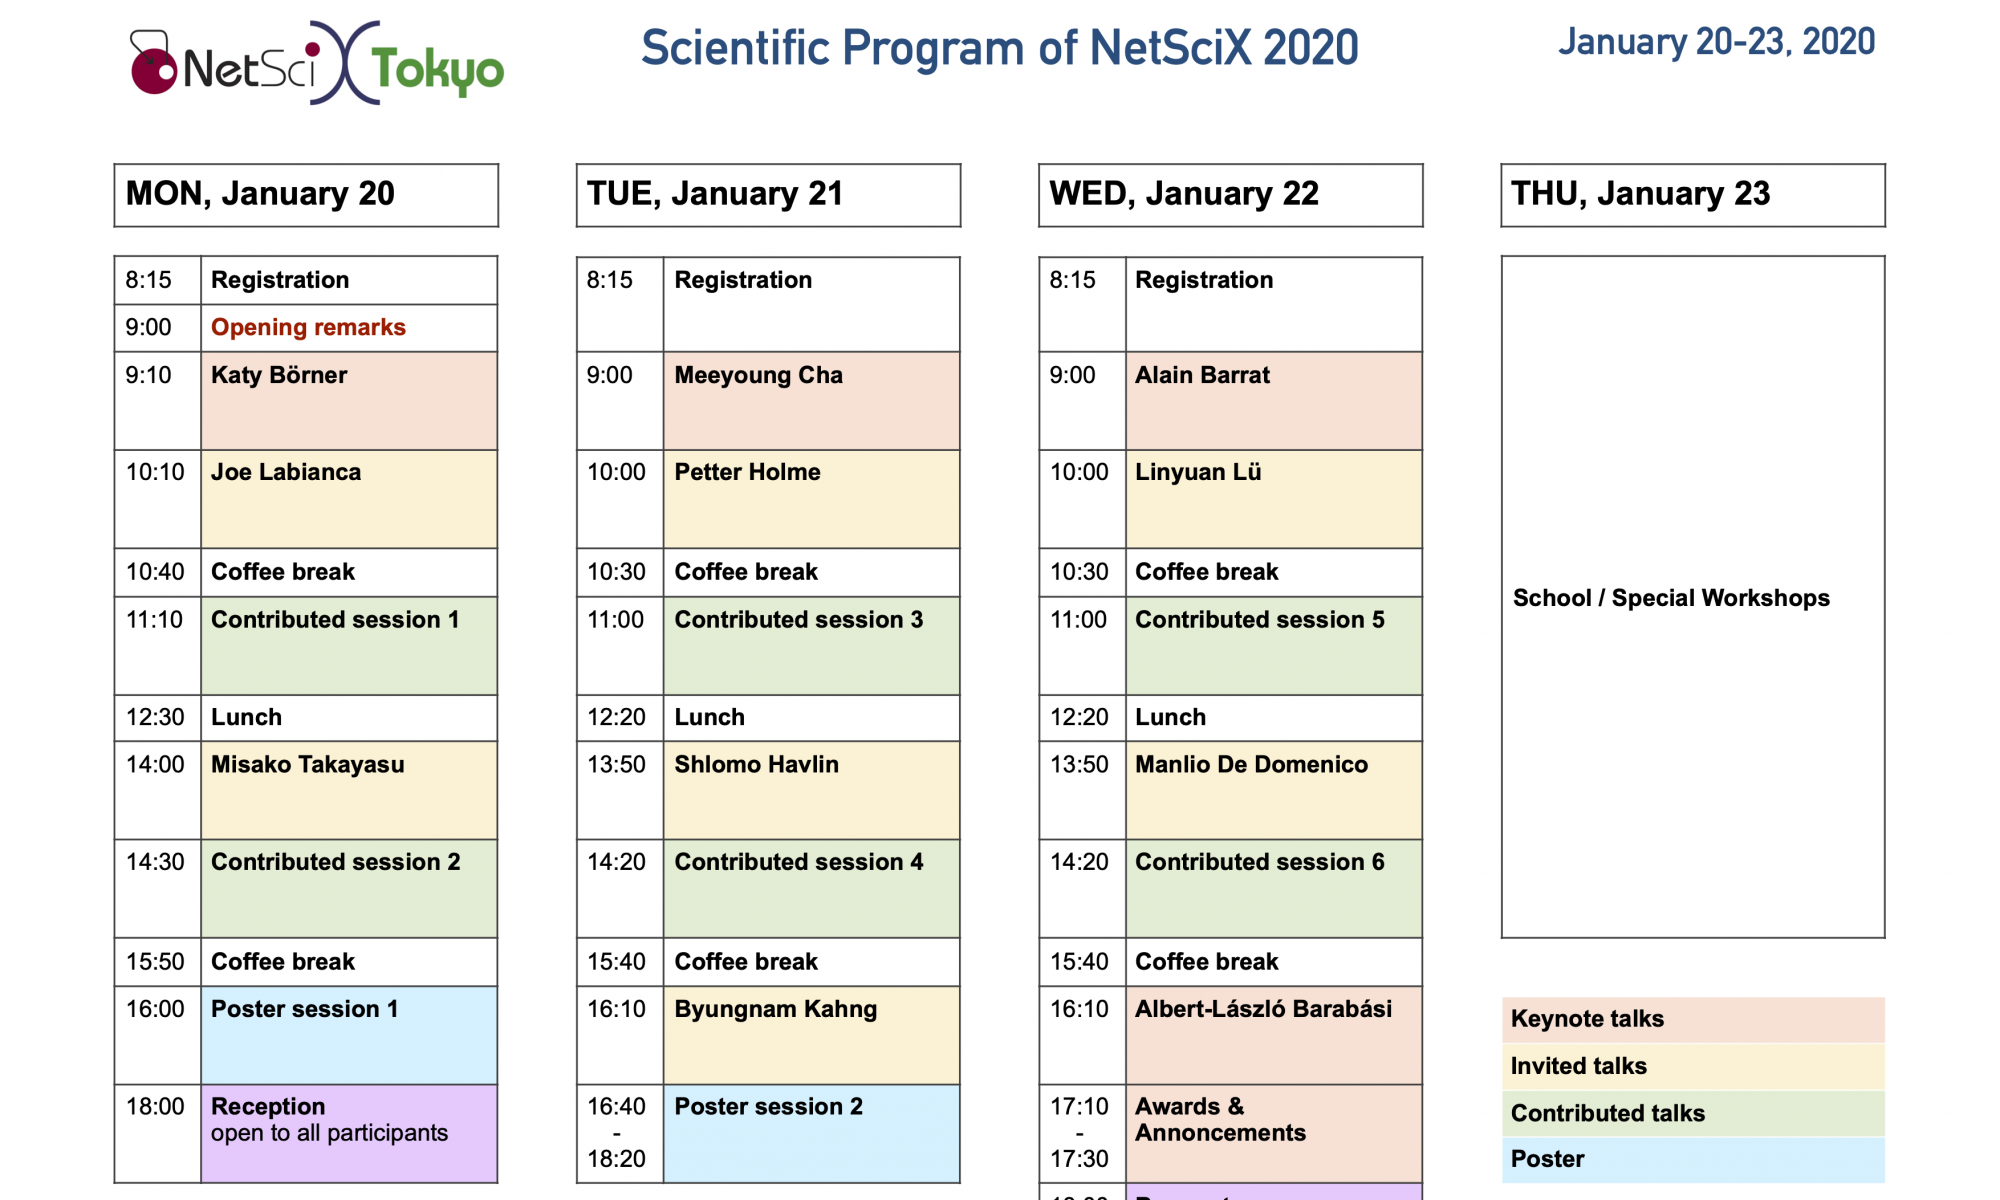 NetSciX Tokyo
Scientific Program of NetSciX 2020
January 20-23, 2020
MON, January 20
8:15 Registration
9:00 Opening remarks
9:10 Katy Börner
10:10 Joe Labianca
10:40 Coffee break
11:10 Contributed session 1
12:30 Lunch
14:00 Misako Takayasu
14:30 Contributed session 2
15:50 Coffee break
16:00 Poster session 1
18:00 Reception
open to all participants
TUE, January 21
8:15 Registration
9:00 Meeyoung Cha
10:00 Petter Holme
10:30 Coffee break
11:00 Contributed session 3
12:20 Lunch
13:50 Shlomo Havlin
14:20 Contributed session 4
15:40 Coffee break
16:10 Byungnam Kahng
16:40 Poster session 2
-
18:20
WED, January 22
8:15 Registration
9:00 Alain Barrat
10:00 Linyuan Lü
10:30 Coffee break
11:00 Contributed session 5
12:20 Lunch
13:50 Manlio De Domenico
14:20 Contributed session 6
15:40 Coffee break
16:10 Albert-László Barabási
17:10 Awards &
- Annoncements
17:30
THU, January 23
School / Special Workshops
Keynote talks
Invited talks
Contributed talks
Poster